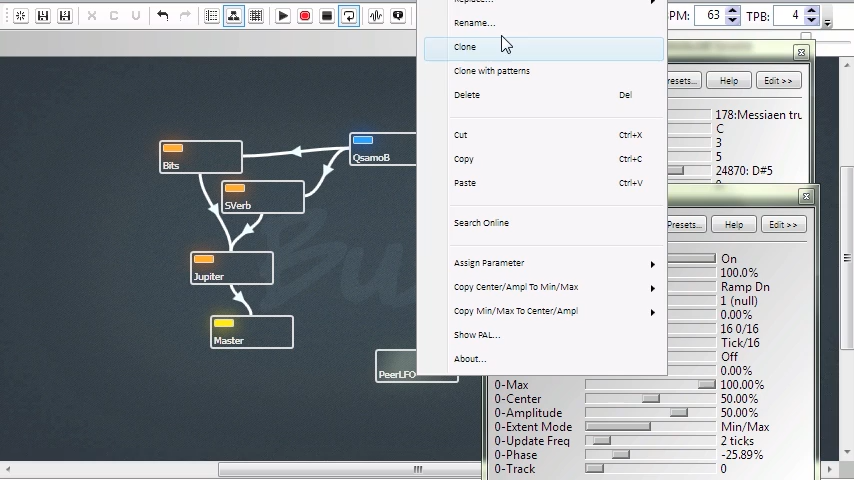 Replace...
PM: 63 TPB: 4
Rename...
Clone
Clone with patterns
Delete Del
Cut Ctrl+X
Copy Ctrl+C
Paste Ctrl+V
Search Online
Assign Parameter
Copy Center/Ampl To Min/Max
Copy Min/Max To Center/Ampl
Show PAL...
About...
Bits
QsamoB
SVerb
Jupiter
Master
PeerLFO
resets... Help Edit >>
178:Messiaen tru
C
3
5
24870: D#5
Presets... Help Edit >>
On
100.0%
Ramp Dn
1 (null)
0.00%
16 0/16
Tick/16
Off
0.00%
0-Max 100.00%
0-Center 50.00%
0-Amplitude 50.00%
0-Extent Mode Min/Max
0-Update Freq 2 ticks
0-Phase -25.89%
0-Track 0